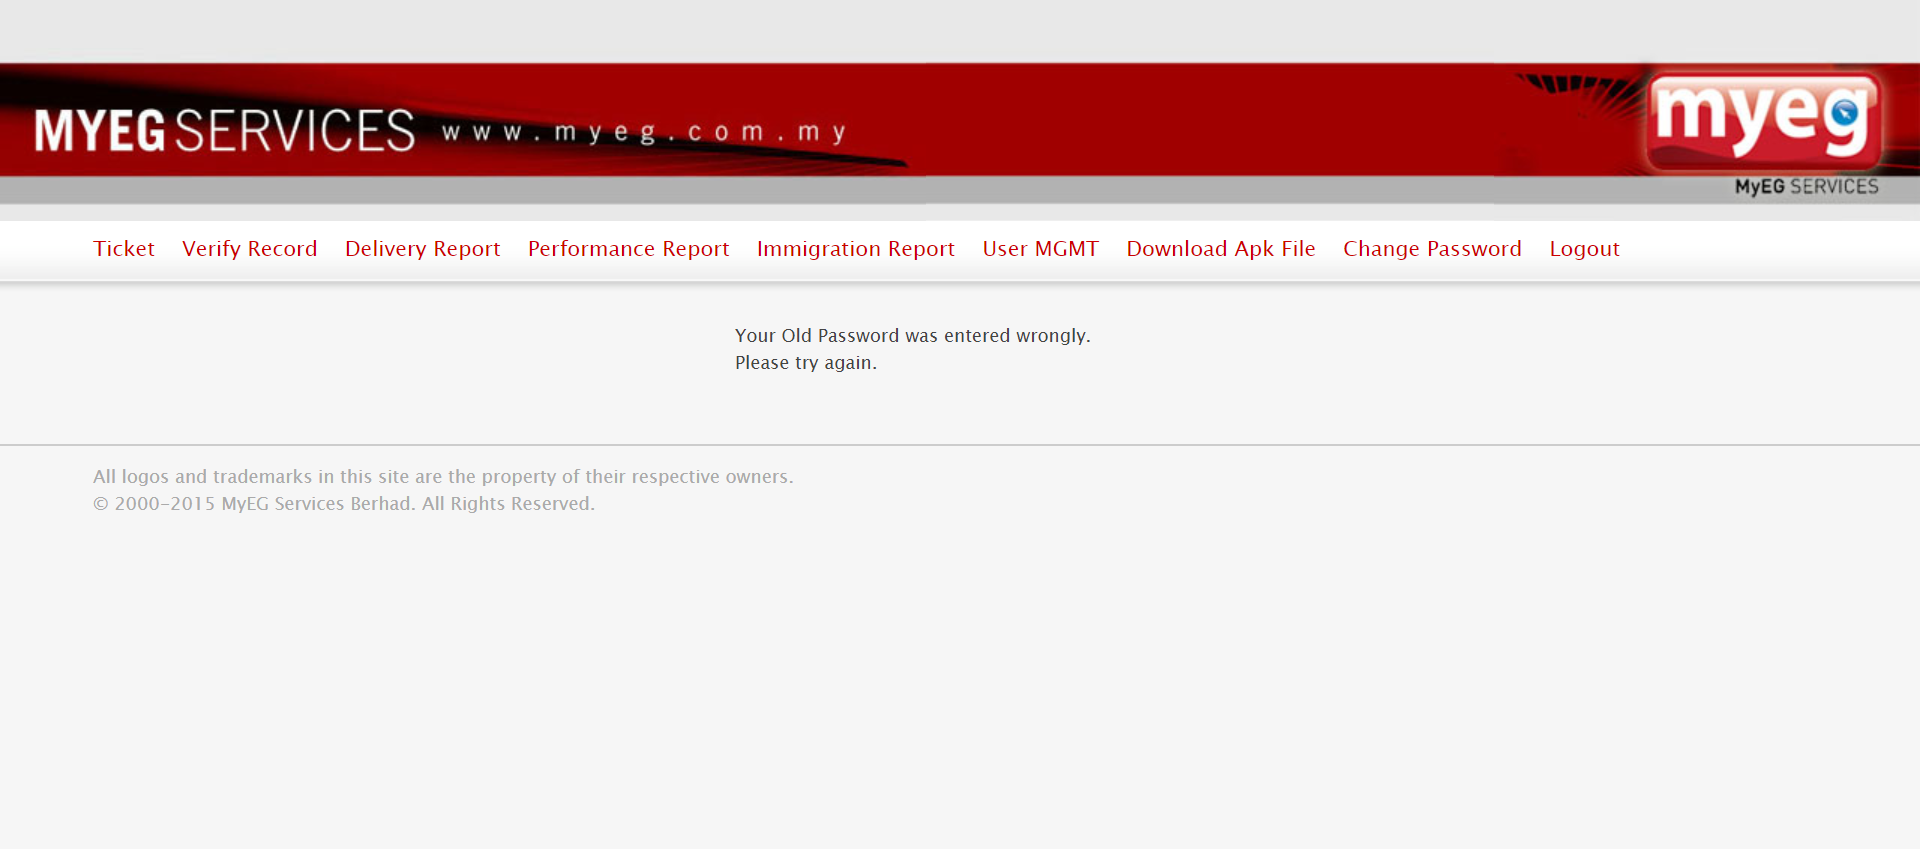 MYEG SERVICES www.myeg.com.my
myeg
MyEG SERVICES
Ticket Verify Record Delivery Report Performance Report Immigration Report User MGMT Download Apk File Change Password Logout
Your Old Password was entered wrongly.
Please try again.
All logos and trademarks in this site are the property of their respective owners.
© 2000-2015 MyEG Services Berhad. All Rights Reserved.